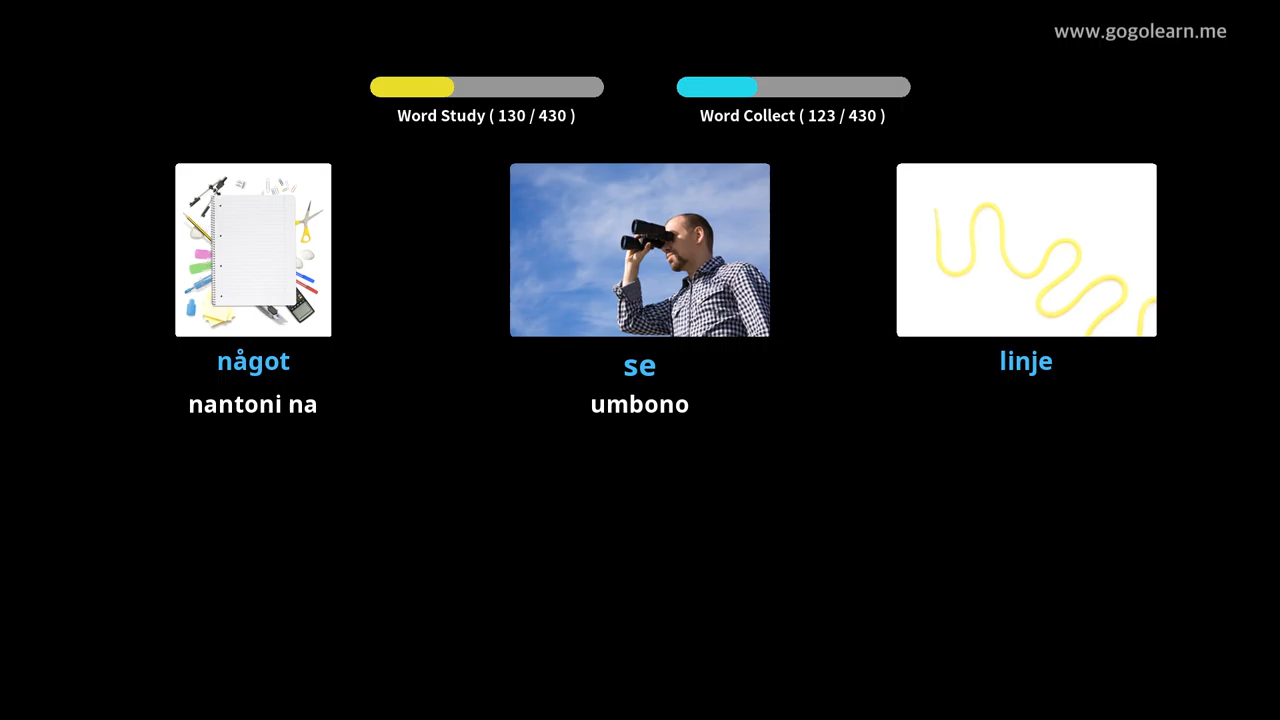 www.gogolearn.me
Word Study ( 130 / 430 )
Word Collect ( 123 / 430 )
något
se
linje
nantoni na
umbono